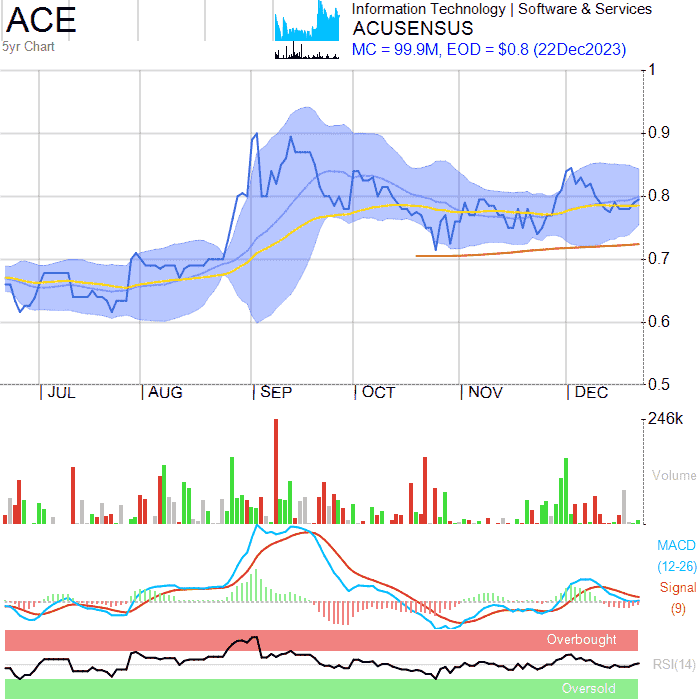 ACE
5yr Chart
Information Technology | Software & Services
ACUSENSUS
MC = 99.9M, EOD = $0.8 (22Dec2023)
1
0.9
0.8
0.7
0.6
0.5
| JUL | AUG | SEP | OCT | NOV | DEC
246k
Volume
MACD
(12-26)
Signal
(9)
Overbought
RSI(14)
Oversold